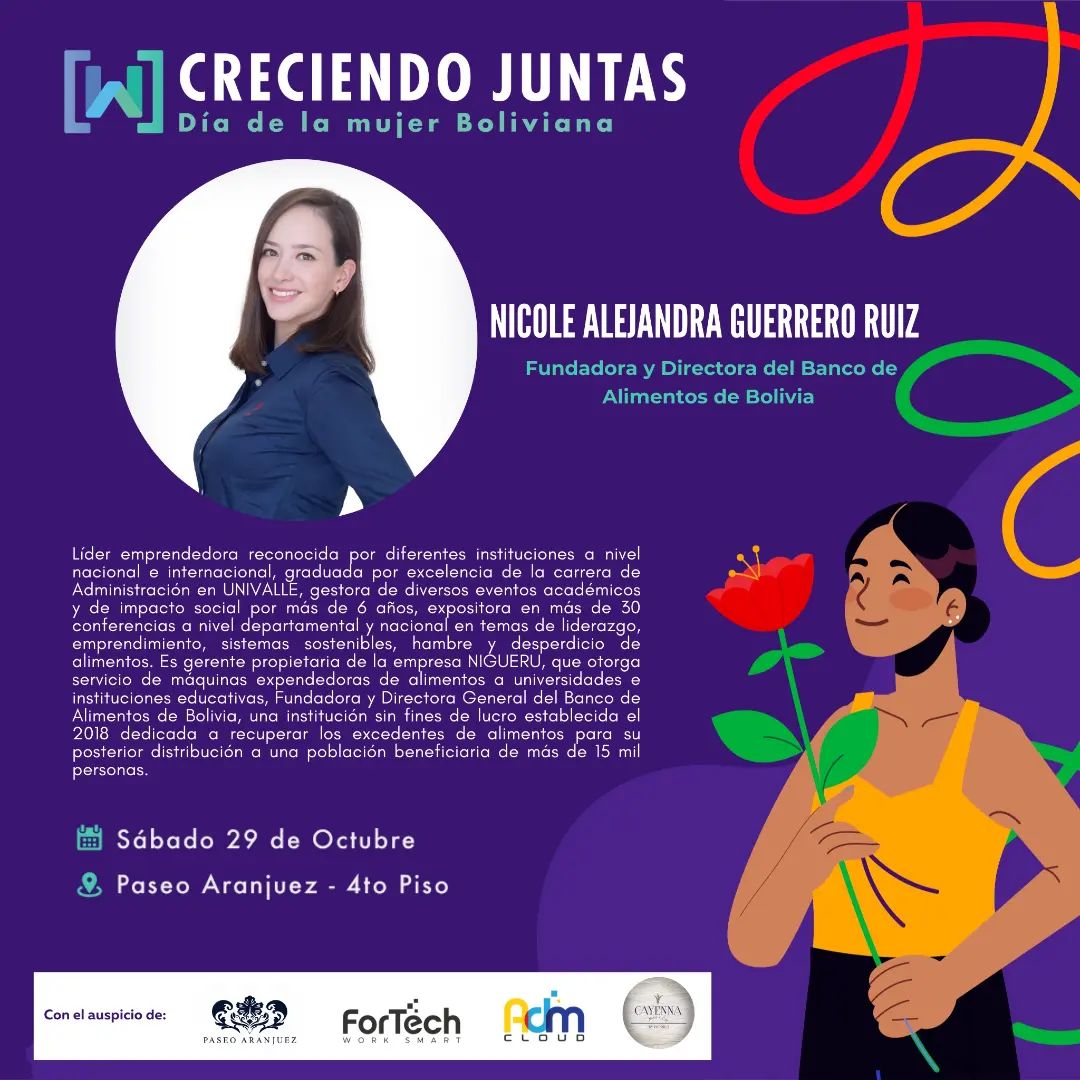 [W] CRECIENDO JUNTAS
Día de la mujer Boliviana
NICOLE ALEJANDRA GUERRERO RUIZ
Fundadora y Directora del Banco de
Alimentos de Bolivia
Líder emprendedora reconocida por diferentes instituciones a nivel
nacional e internacional, graduada por excelencia de la carrera de
Administración en UNIVALLE, gestora de diversos eventos académicos
y de impacto social por más de 6 años, expositora en más de 30
conferencias a nivel departamental y nacional en temas de liderazgo,
emprendimiento, sistemas sostenibles, hambre y desperdicio de
alimentos. Es gerente propietaria de la empresa NIGUERU, que otorga
servicio de máquinas expendedoras de alimentos a universidades e
instituciones educativas, Fundadora y Directora General del Banco de
Alimentos de Bolivia, una institución sin fines de lucro establecida el
2018 dedicada a recuperar los excedentes de alimentos para su
posterior distribución a una población beneficiaria de más de 15 mil
personas.
Sábado 29 de Octubre
Paseo Aranjuez - 4to Piso
Con el auspicio de:
PASEO ARANJUEZ
ForTech
WORK SMART
Adm
CLOUD
CAYENNA